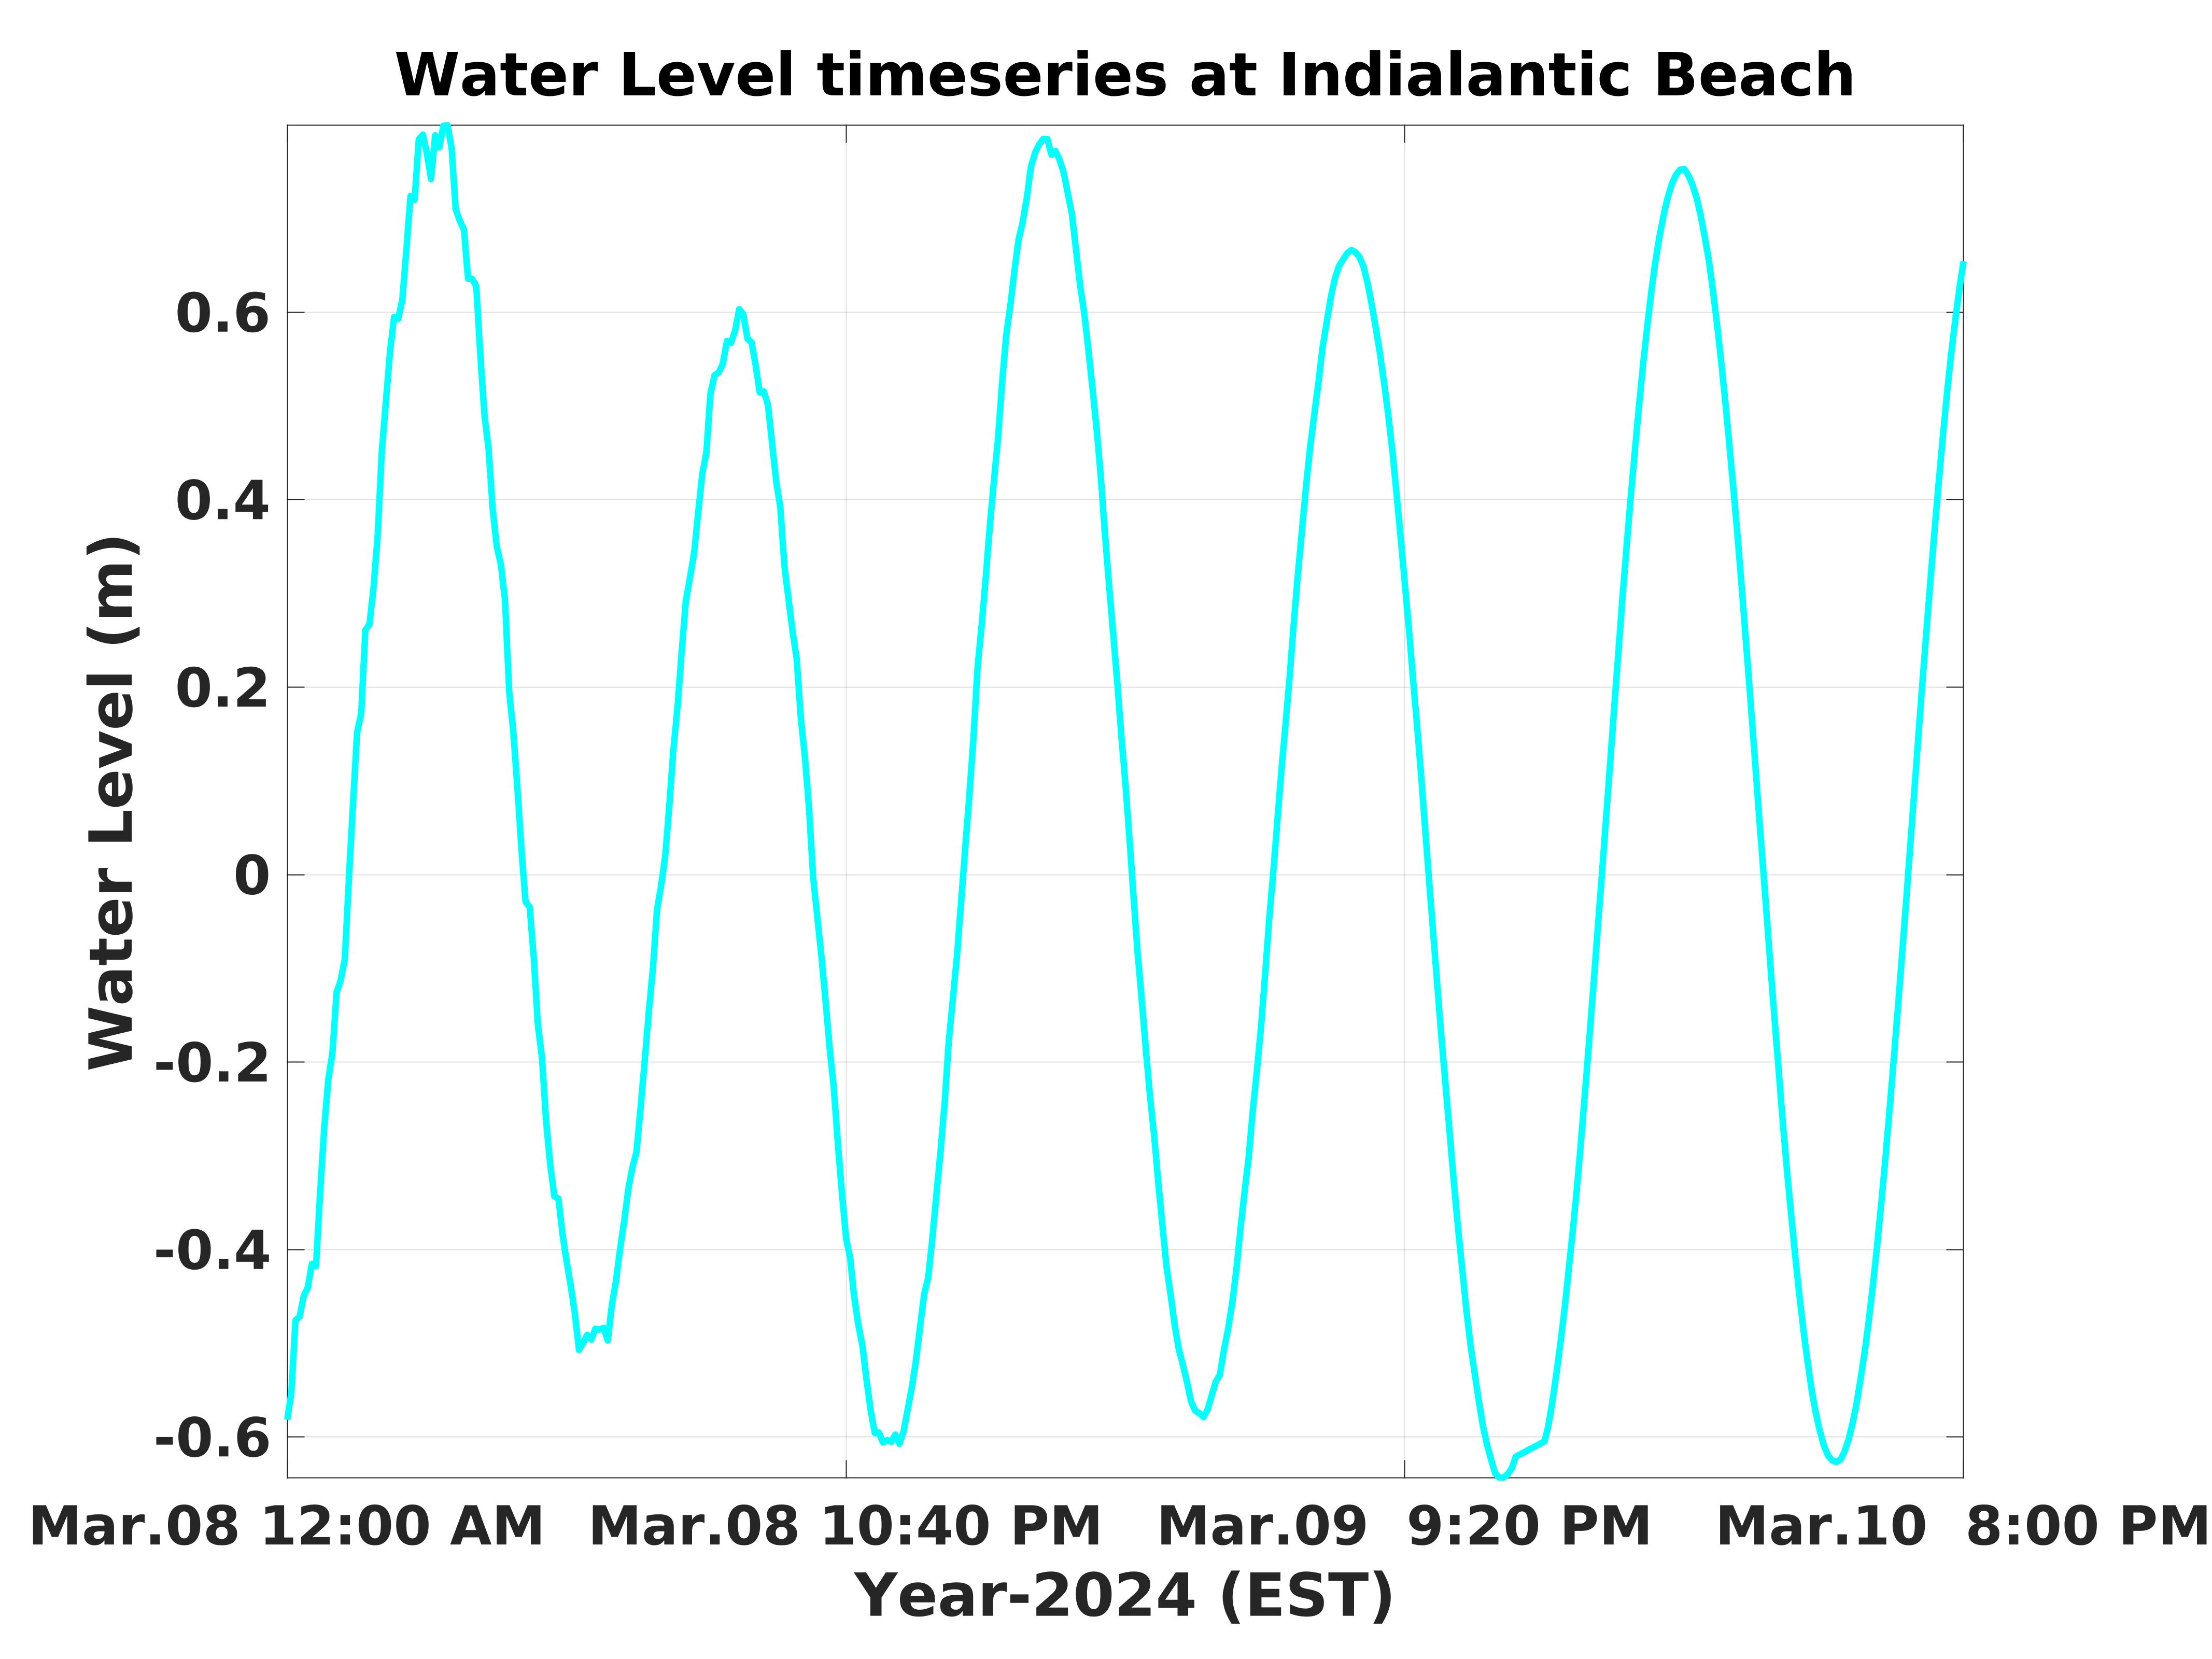 Water Level timeseries at Indialantic Beach
Water Level (m)
0.6
0.4
0.2
0
-0.2
-0.4
-0.6
Mar.08 12:00 AM Mar.08 10:40 PM Mar.09 9:20 PM Mar.10 8:00 PM
Year-2024 (EST)